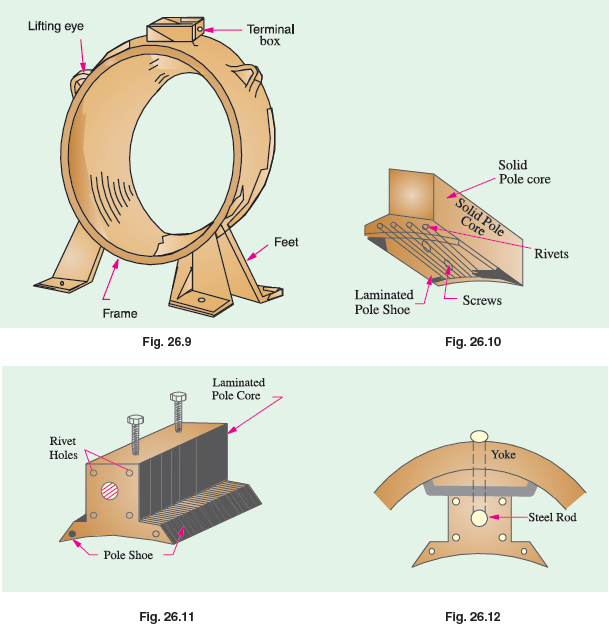 Lifting eye
Terminal
box
Feet
Frame
Fig. 26.9
Solid
Pole core
Solid Pole
Core
Rivets
Laminated
Pole Shoe
Screws
Fig. 26.10
Laminated
Pole Core
Rivet
Holes
Pole Shoe
Fig. 26.11
Yoke
Steel Rod
Fig. 26.12